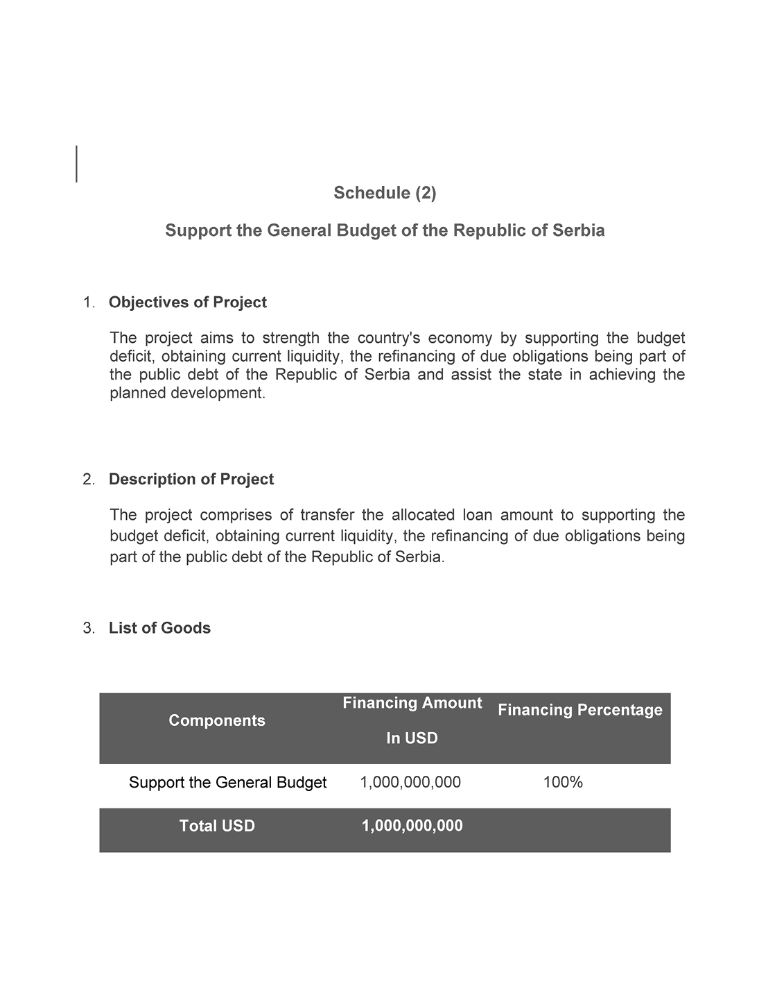 Schedule (2)
Support the General Budget of the Republic of Serbia
1. Objectives of Project
The project aims to strength the country's economy by supporting the budget
deficit, obtaining current liquidity, the refinancing of due obligations being part of
the public debt of the Republic of Serbia and assist the state in achieving the
planned development.
2. Description of Project
The project comprises of transfer the allocated loan amount to supporting the
budget deficit, obtaining current liquidity, the refinancing of due obligations being
part of the public debt of the Republic of Serbia.
3. List of Goods
Components
Financing Amount
In USD
Financing Percentage
Support the General Budget 1,000,000,000 100%
Total USD 1,000,000,000